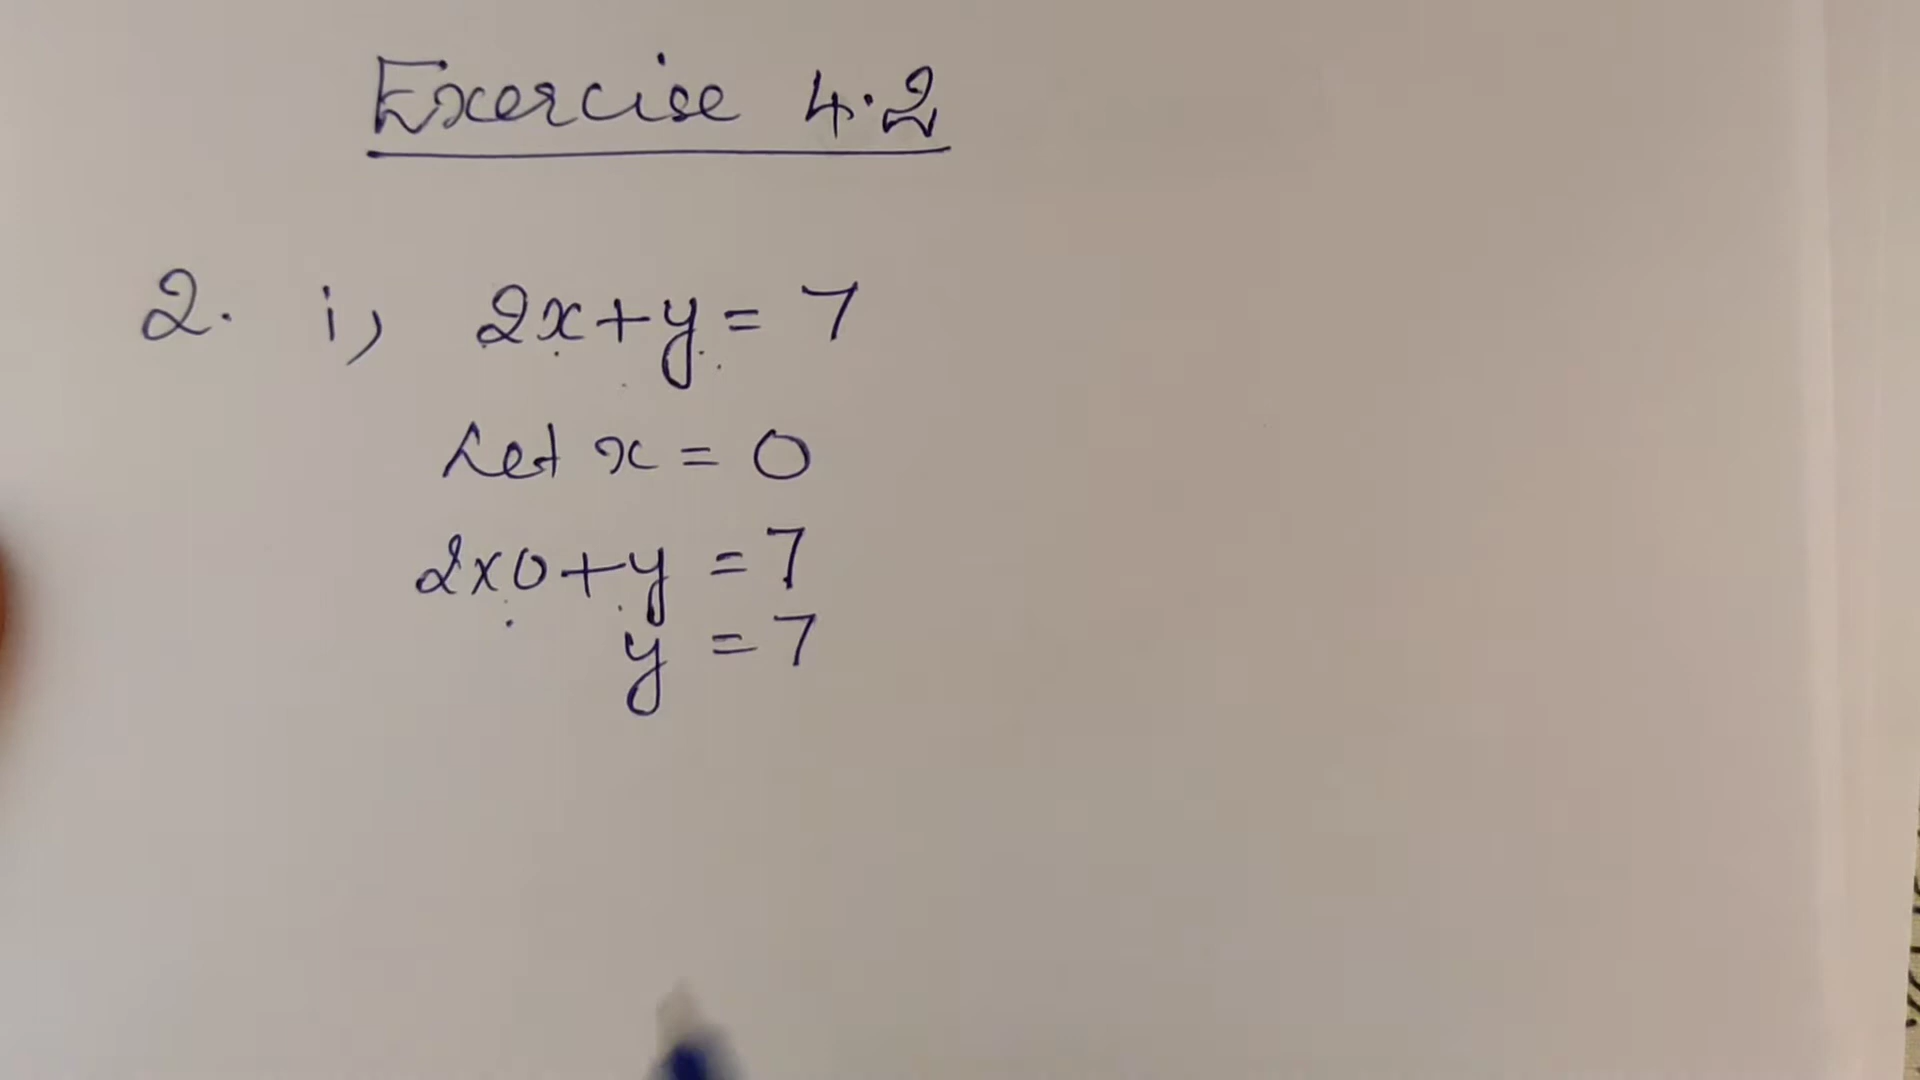 Exercise 4.2
2. i, 2x+y = 7
Let x = 0
2x0+y = 7
y = 7